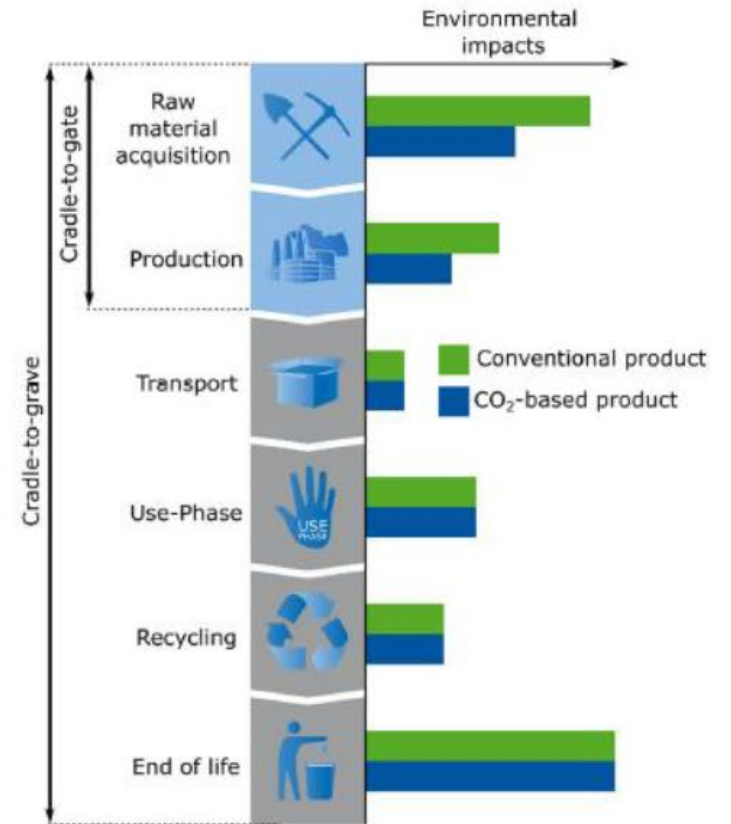 Environmental
impacts
Cradle-to-grave
Cradle-to-gate
Raw
material
acquisition
Production
Transport
Conventional product
CO₂-based product
Use-Phase
USE
PHASE
Recycling
End of life